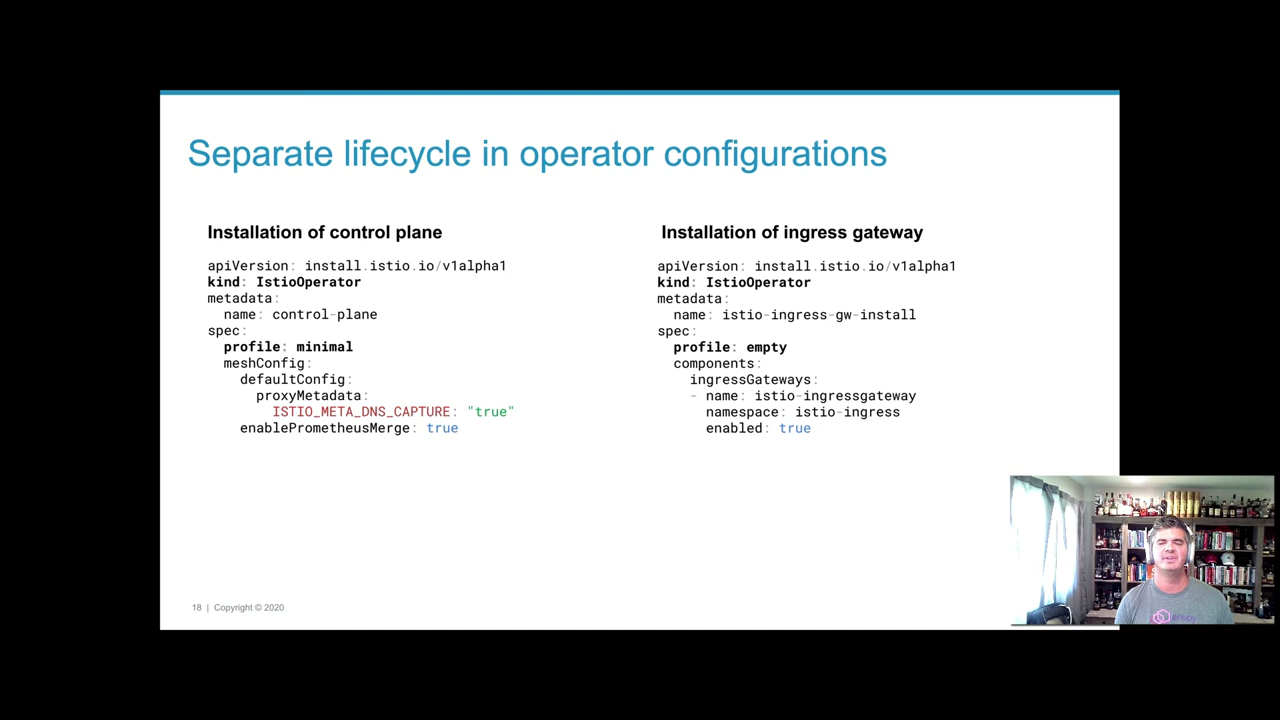 Separate lifecycle in operator configurations
Installation of control plane
apiVersion: install.istio.io/v1alpha1
kind: IstioOperator
metadata:
  name: control-plane
spec:
  profile: minimal
  meshConfig:
    defaultConfig:
      proxyMetadata:
        ISTIO_META_DNS_CAPTURE: "true"
    enablePrometheusMerge: true
Installation of ingress gateway
apiVersion: install.istio.io/v1alpha1
kind: IstioOperator
metadata:
  name: istio-ingress-gw-install
spec:
  profile: empty
  components:
    ingressGateways:
    - name: istio-ingressgateway
      namespace: istio-ingress
      enabled: true
18 | Copyright © 2020